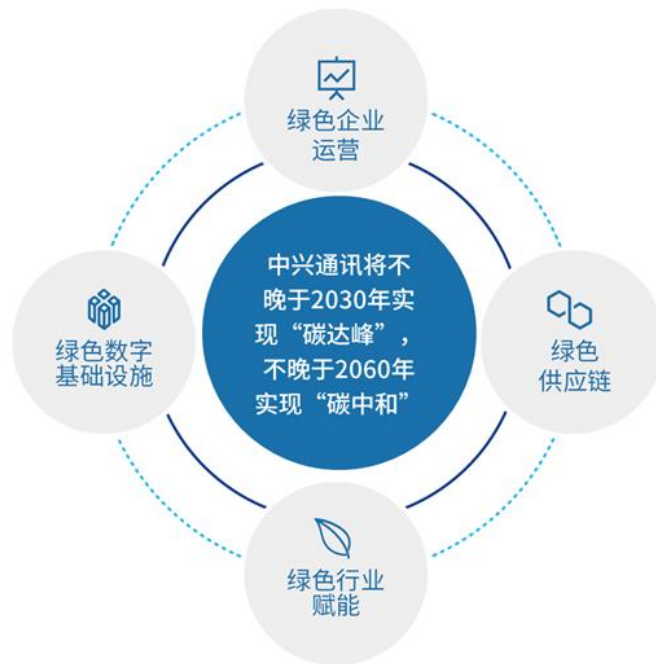 绿色企业
运营
中兴通讯将不
晚于2030年实
现“碳达峰”，
不晚于2060年
实现“碳中和”
绿色数字
基础设施
绿色
供应链
绿色行业
赋能